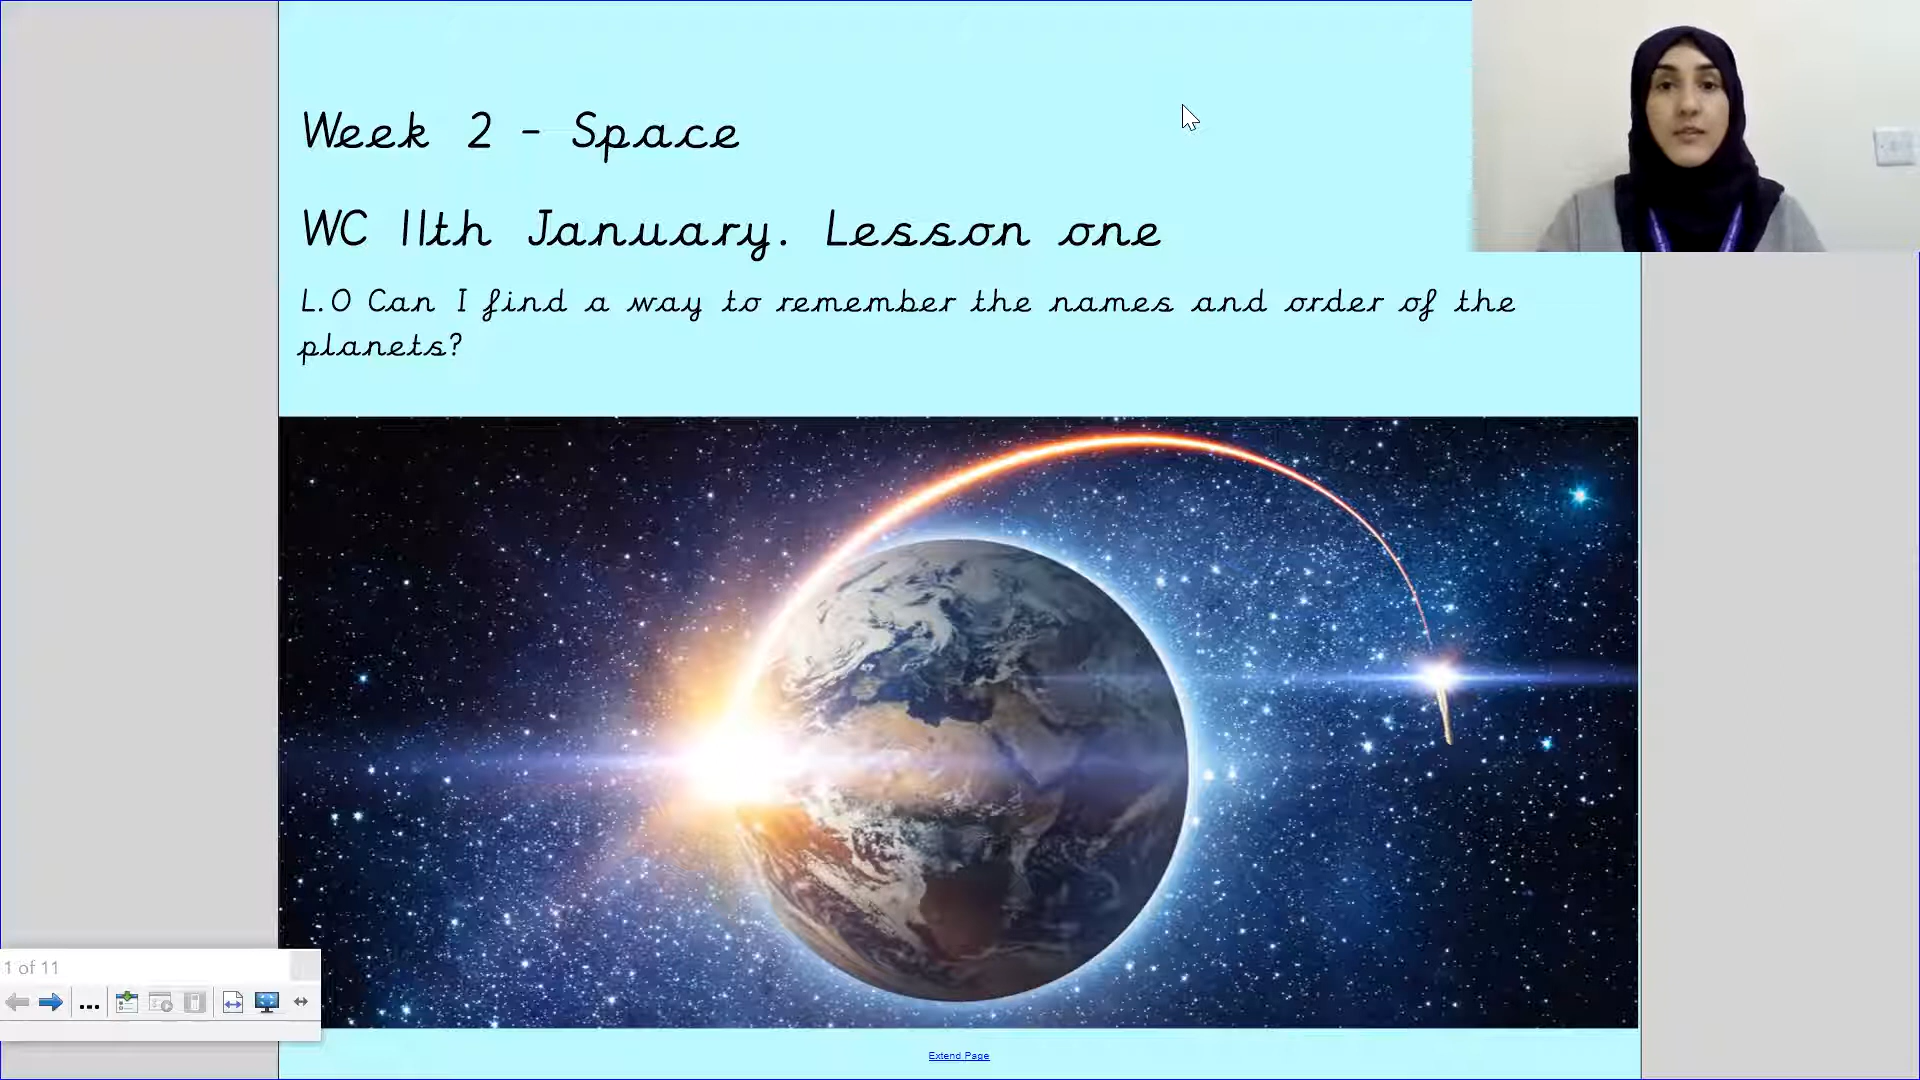 Week 2 - Space
WC 11th January. Lesson one
L.O Can I find a way to remember the names and order of the
planets?
1 of 11
...
Extend Page